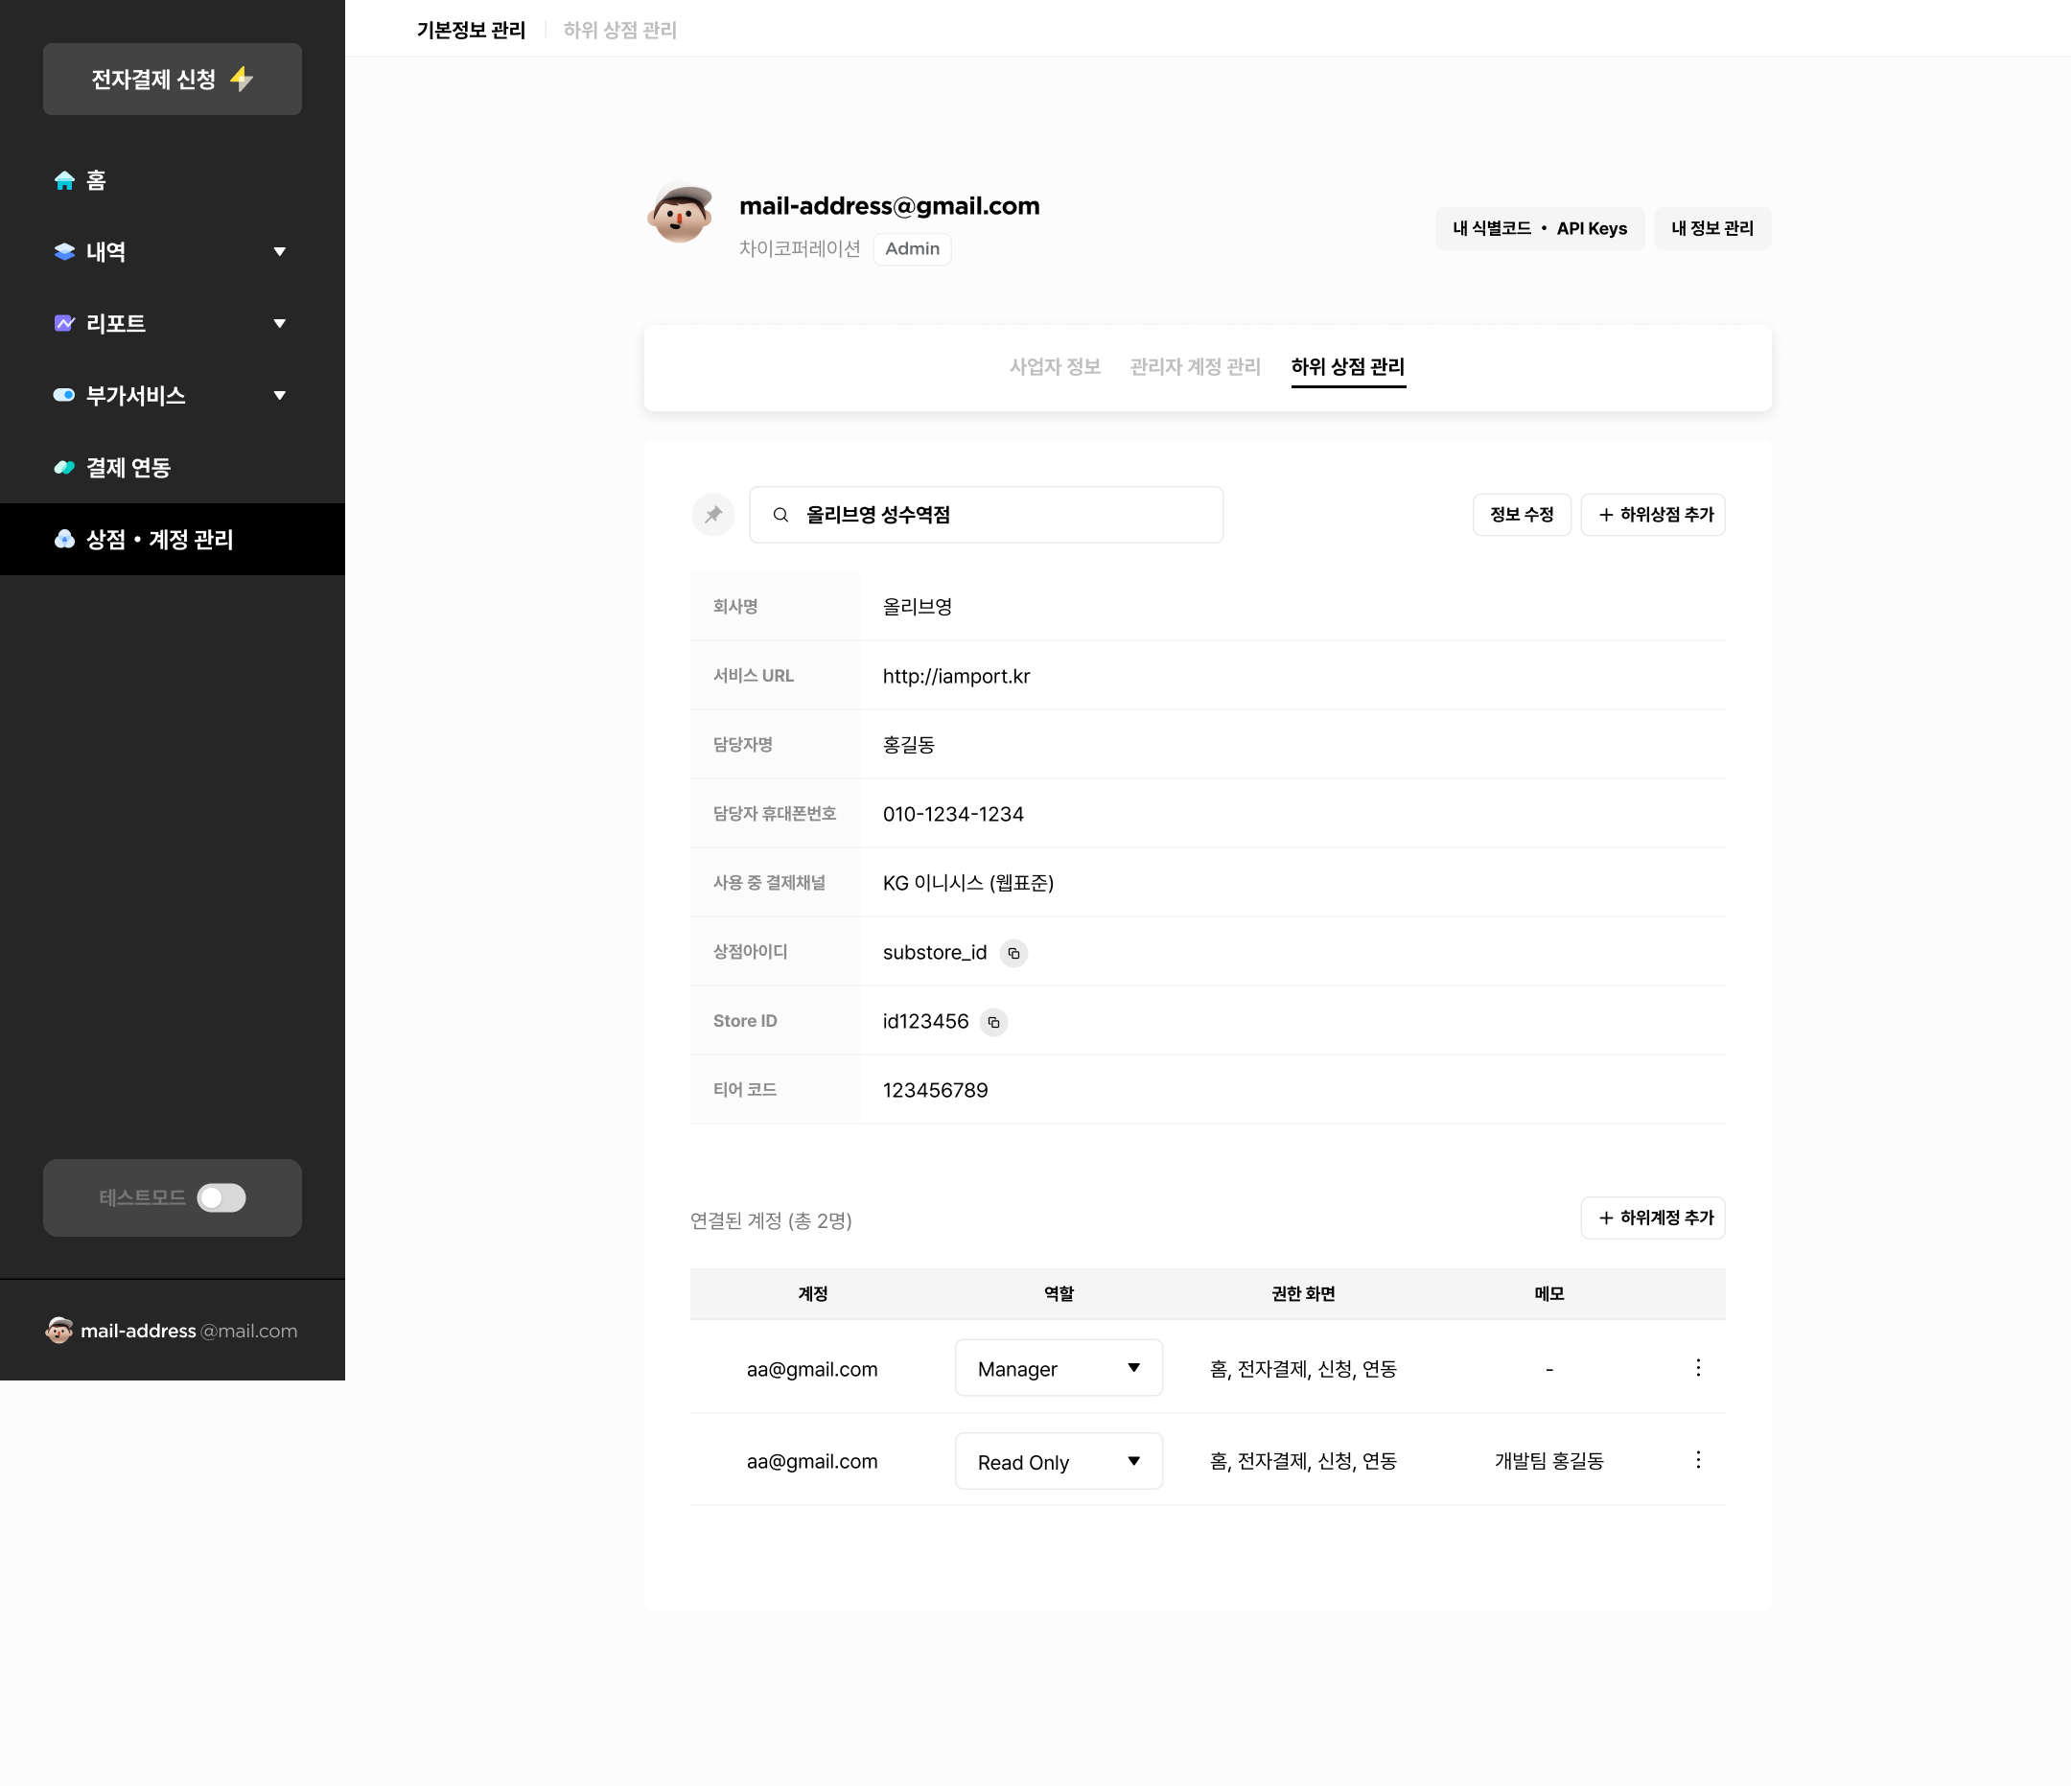 전자결제 신청
홈
내역
리포트
부가서비스
결제 연동
상점 • 계정 관리
테스트모드
mail-address @mail.com
기본정보 관리 하위 상점 관리
mail-address@gmail.com
차이코퍼레이션 Admin
내 식별코드 • API Keys 내 정보 관리
사업자 정보 관리자 계정 관리 하위 상점 관리
올리브영 성수역점 정보 수정 + 하위상점 추가
회사명 올리브영
서비스 URL http://iamport.kr
담당자명 홍길동
담당자 휴대폰번호 010-1234-1234
사용 중 결제채널 KG 이니시스 (웹표준)
상점아이디 substore_id
Store ID id123456
티어 코드 123456789
연결된 계정 (총 2명) + 하위계정 추가
계정 역할 권한 화면 메모
aa@gmail.com Manager 홈, 전자결제, 신청, 연동 -
aa@gmail.com Read Only 홈, 전자결제, 신청, 연동 개발팀 홍길동